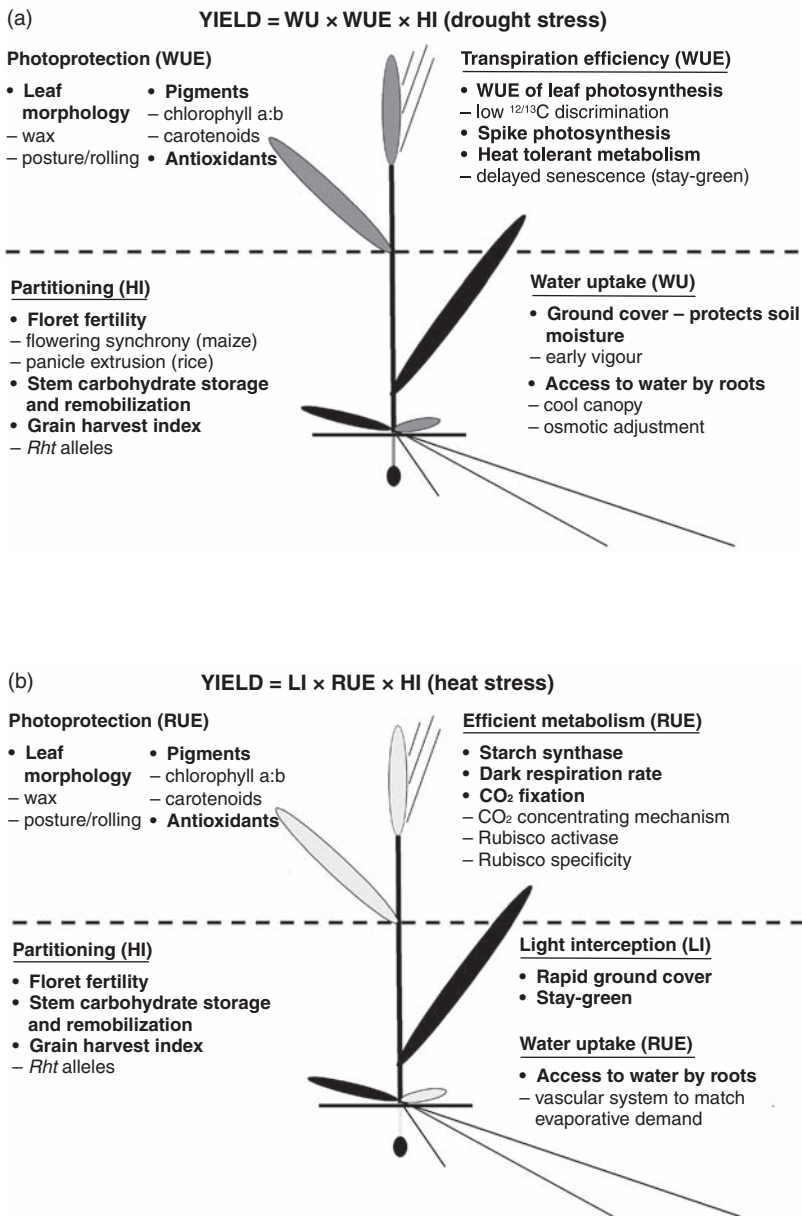 (a)
YIELD = WU × WUE × HI (drought stress)
Photoprotection (WUE)
• Leaf morphology
– wax
– posture/rolling
• Pigments
– chlorophyll a:b
– carotenoids
• Antioxidants
Transpiration efficiency (WUE)
• WUE of leaf photosynthesis
– low 12/13C discrimination
• Spike photosynthesis
• Heat tolerant metabolism
– delayed senescence (stay-green)
Partitioning (HI)
• Floret fertility
– flowering synchrony (maize)
– panicle extrusion (rice)
• Stem carbohydrate storage
and remobilization
• Grain harvest index
– Rht alleles
Water uptake (WU)
• Ground cover – protects soil
moisture
– early vigour
• Access to water by roots
– cool canopy
– osmotic adjustment
(b)
YIELD = LI × RUE × HI (heat stress)
Photoprotection (RUE)
• Leaf
morphology
– wax
– posture/rolling
• Pigments
– chlorophyll a:b
– carotenoids
• Antioxidants
Efficient metabolism (RUE)
• Starch synthase
• Dark respiration rate
• CO₂ fixation
– CO₂ concentrating mechanism
– Rubisco activase
– Rubisco specificity
Partitioning (HI)
• Floret fertility
• Stem carbohydrate storage
and remobilization
• Grain harvest index
– Rht alleles
Light interception (LI)
• Rapid ground cover
• Stay-green
Water uptake (RUE)
• Access to water by roots
– vascular system to match
evaporative demand